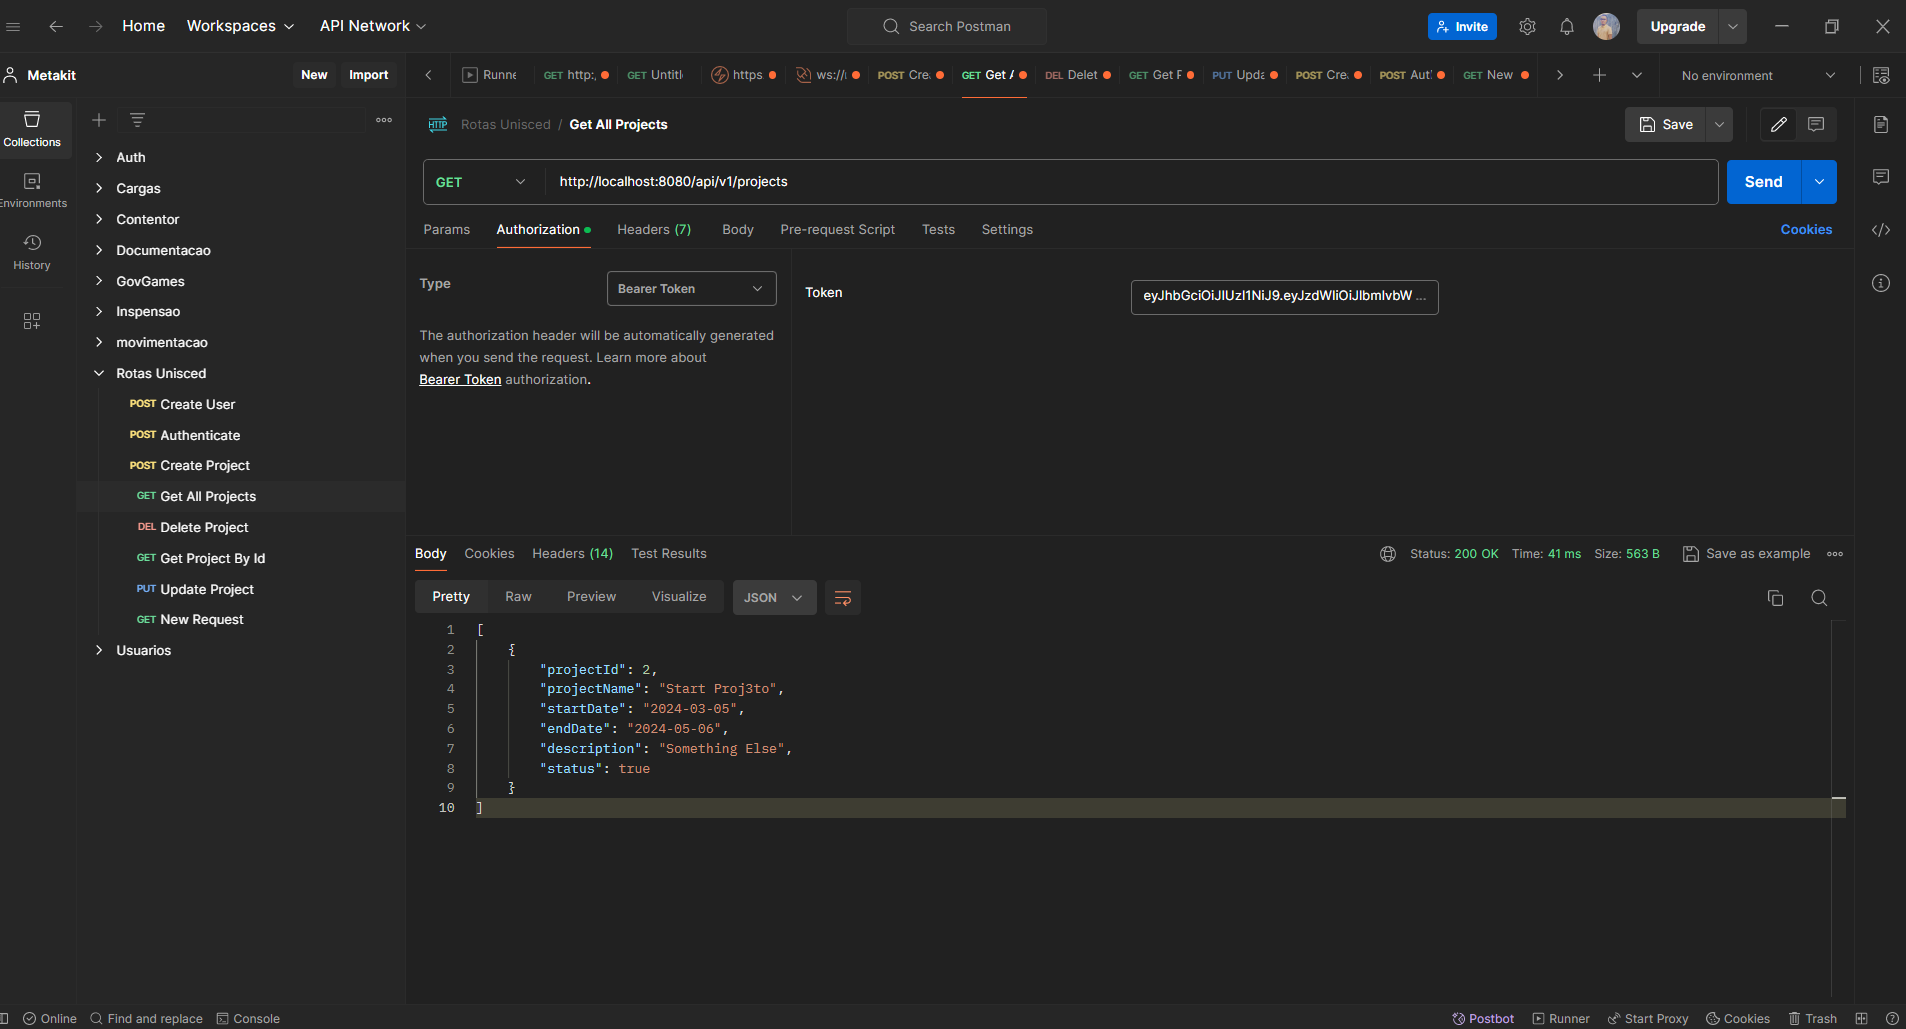 Home Workspaces API Network Search Postman Invite Upgrade
Metakit New Import
Runne GET http:, GET Untitl https. ws:// POST Cre. GET Get A DEL Delet GET Get F PUT Upda POST Cre. POST Aut GET New No environment
Collections
Environments
History
Auth
Cargas
Contentor
Documentacao
GovGames
Inspensao
movimentacao
Rotas Unisced
POST Create User
POST Authenticate
POST Create Project
GET Get All Projects
DEL Delete Project
GET Get Project By Id
PUT Update Project
GET New Request
Usuarios
HTTP Rotas Unisced / Get All Projects Save
GET http://localhost:8080/api/v1/projects Send
Params Authorization Headers (7) Body Pre-request Script Tests Settings Cookies
Type Bearer Token
The authorization header will be automatically generated
when you send the request. Learn more about
Bearer Token authorization.
Token eyJhbGciOiJIUzI1NiJ9.eyJzdWIiOiJlbmlvbW ...
Body Cookies Headers (14) Test Results Status: 200 OK Time: 41 ms Size: 563 B Save as example
Pretty Raw Preview Visualize JSON
1 [
2 {
3 "projectId": 2,
4 "projectName": "Start Proj3to",
5 "startDate": "2024-03-05",
6 "endDate": "2024-05-06",
7 "description": "Something Else",
8 "status": true
9 }
10 ]
Online Find and replace Console Postbot Runner Start Proxy Cookies Trash